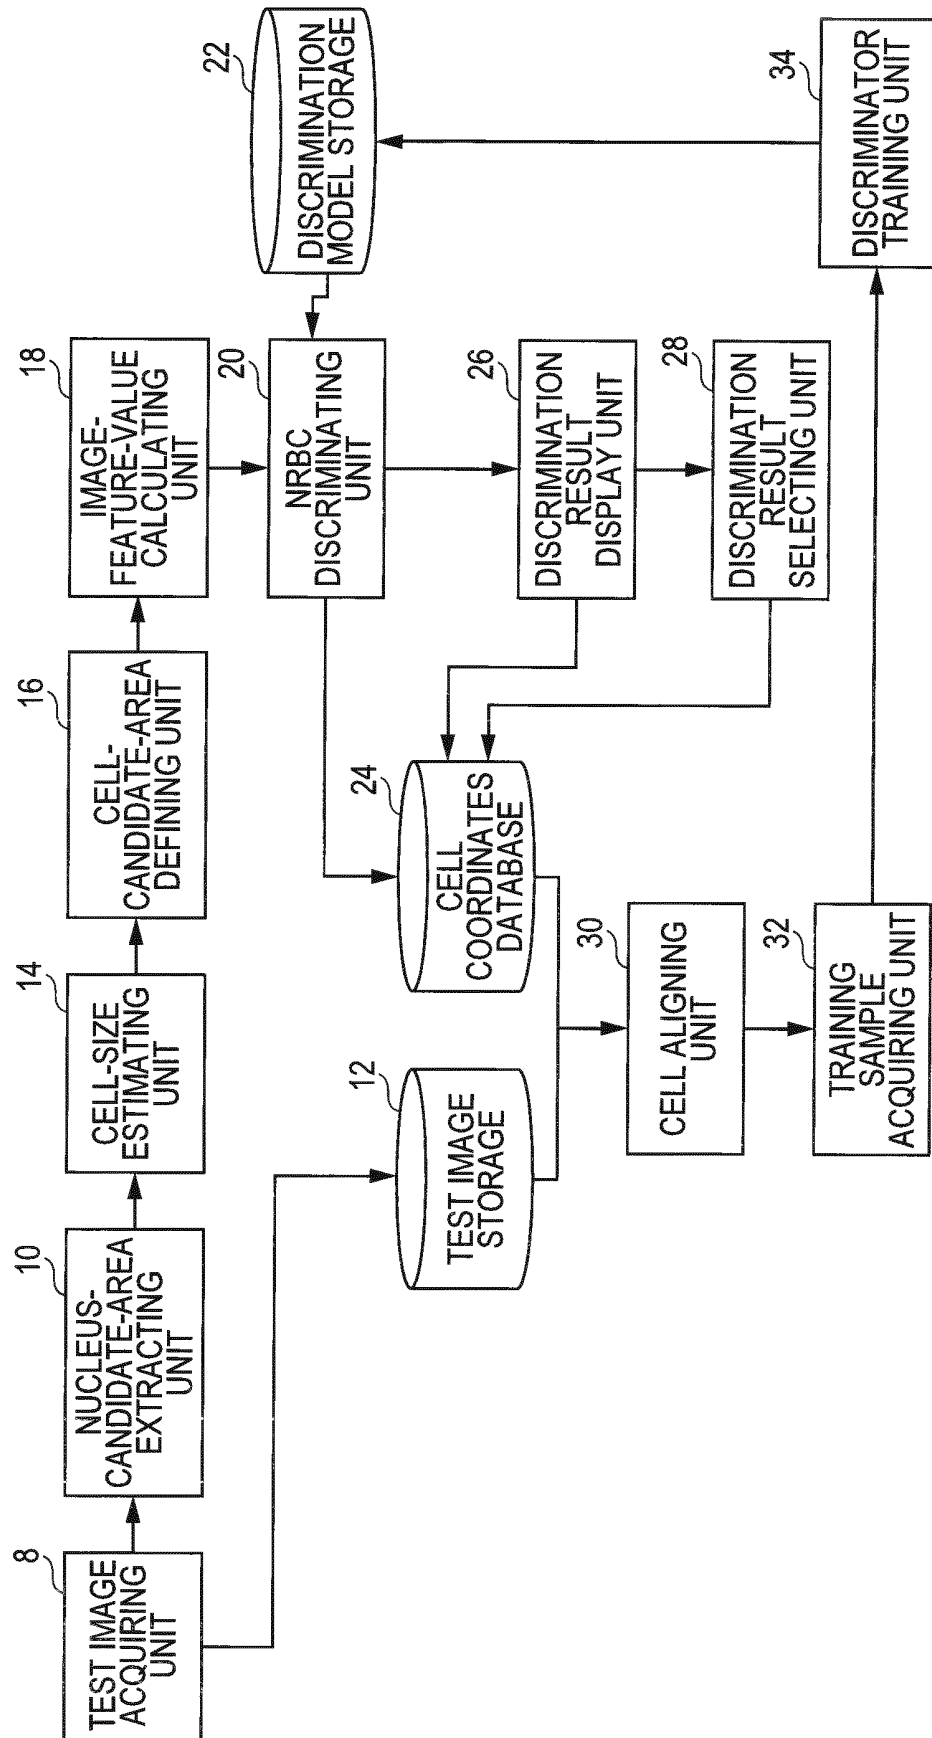 8
TEST IMAGE
ACQUIRING
UNIT
10
NUCLEUS-
CANDIDATE-AREA
EXTRACTING
UNIT
14
CELL-SIZE
ESTIMATING
UNIT
16
CELL-
CANDIDATE-AREA
DEFINING UNIT
18
IMAGE-
FEATURE-VALUE
CALCULATING
UNIT
20
NRBC
DISCRIMINATING
UNIT
22
DISCRIMINATION
MODEL STORAGE
12
TEST IMAGE
STORAGE
24
CELL
COORDINATES
DATABASE
26
DISCRIMINATION
RESULT
DISPLAY UNIT
28
DISCRIMINATION
RESULT
SELECTING UNIT
30
CELL ALIGNING
UNIT
32
TRAINING
SAMPLE
ACQUIRING UNIT
34
DISCRIMINATOR
TRAINING UNIT